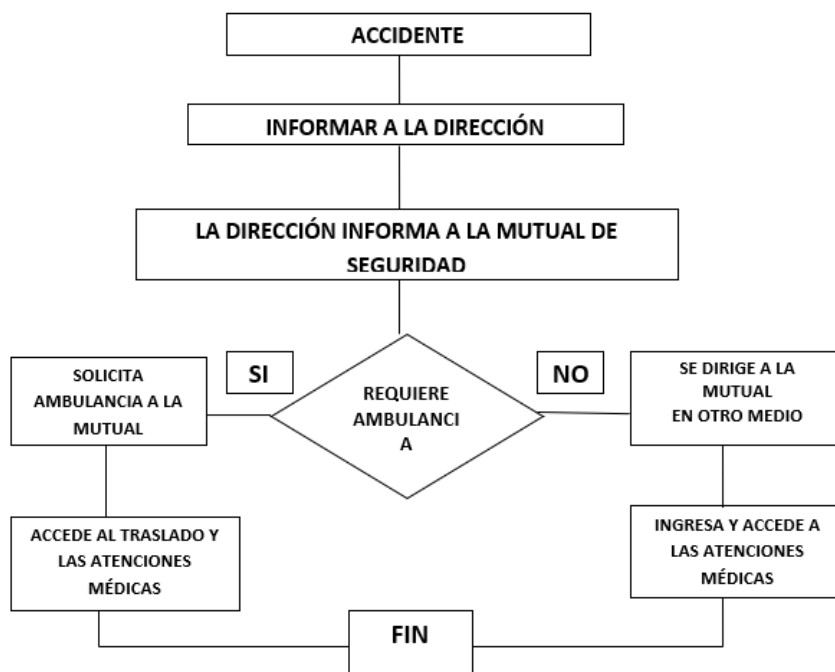 ACCIDENTE
INFORMAR A LA DIRECCIÓN
LA DIRECCIÓN INFORMA A LA MUTUAL DE
SEGURIDAD
SI
NO
SOLICITA
AMBULANCIA A LA
MUTUAL
REQUIERE
AMBULANCI
A
SE DIRIGE A LA
MUTUAL
EN OTRO MEDIO
ACCEDE AL TRASLADO Y
LAS ATENCIONES
MÉDICAS
INGRESA Y ACCEDE A
LAS ATENCIONES
MÉDICAS
FIN